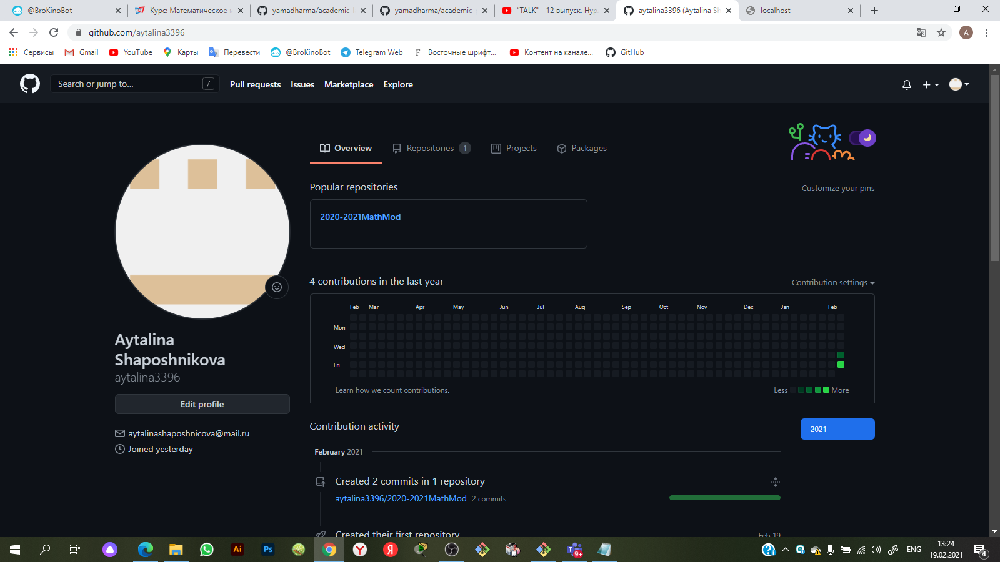 @BroKinoBot
Курс: Математическое
yamadharma/academic-
yamadharma/academic-
"TALK" - 12 выпуск. Нур
aytalina3396 (Aytalina Sh
localhost
github.com/aytalina3396
A
Сервисы
Gmail
YouTube
Карты
Перевести
@BroKinoBot
Telegram Web
F Восточные шрифт...
Контент на канале...
GitHub
Search or jump to...
/
Pull requests
Issues
Marketplace
Explore
Overview
Repositories 1
Projects
Packages
Popular repositories
Customize your pins
2020-2021MathMod
4 contributions in the last year
Contribution settings
Feb Mar Apr May Jun Jul Aug Sep Oct Nov Dec Jan Feb
Mon
Wed
Fri
Learn how we count contributions.
Less More
Aytalina
Shaposhnikova
aytalina3396
Edit profile
aytalinashaposhnicova@mail.ru
Joined yesterday
Contribution activity
2021
February 2021
Created 2 commits in 1 repository
aytalina3396/2020-2021MathMod 2 commits
Created their first repository
Feb 19
Ai
Ps
9+
ENG
13:24
19.02.2021
4